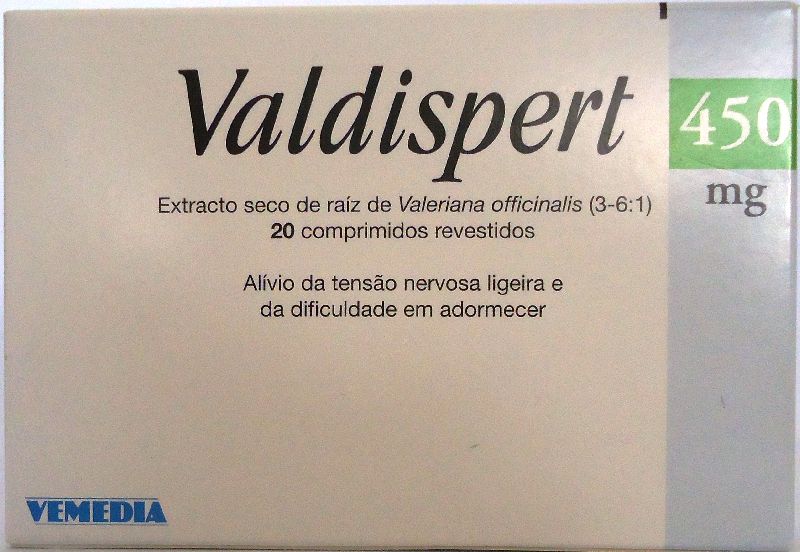 Valdispert
450
mg
Extracto seco de raíz de Valeriana officinalis (3-6:1)
20 comprimidos revestidos
Alívio da tensão nervosa ligeira e
da dificuldade em adormecer
VEMEDIA